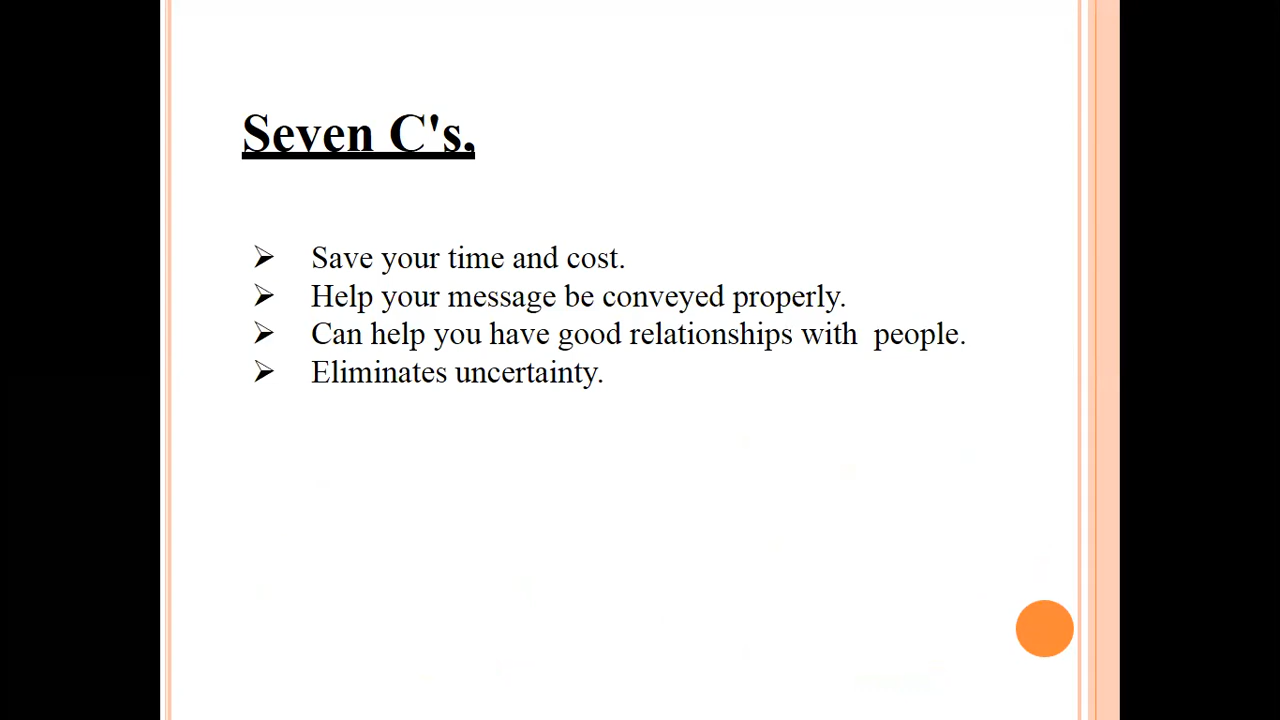 Seven C's.
➢ Save your time and cost.
➢ Help your message be conveyed properly.
➢ Can help you have good relationships with people.
➢ Eliminates uncertainty.